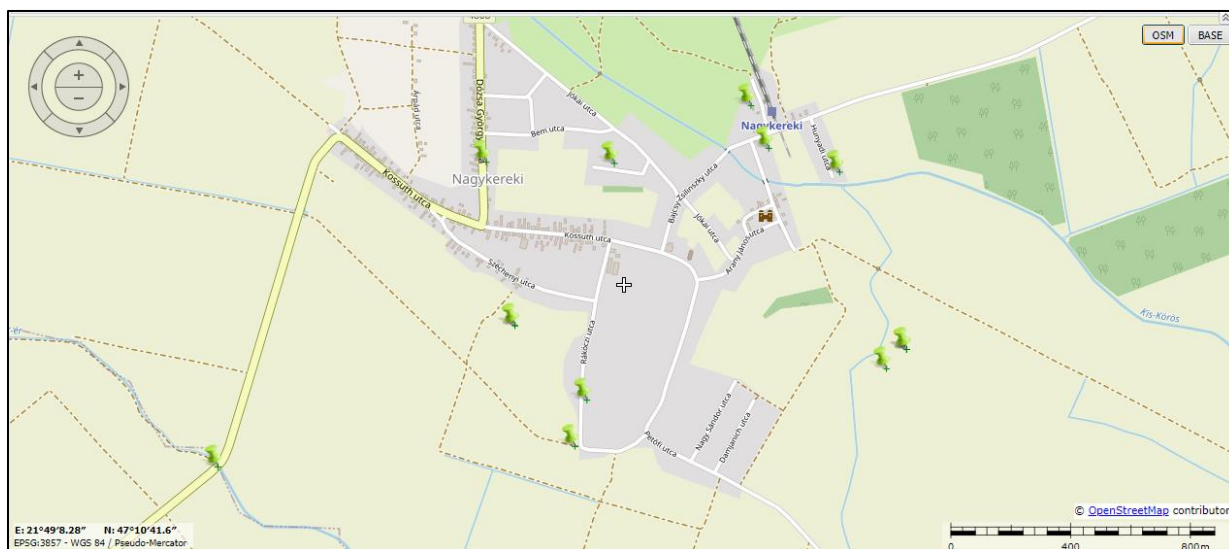 OSM
BASE
Dózsa György
Árpád utca
Jókai utca
Nagykereki
Bem utca
Hunyadi utca
Kossuth utca
Nagykereki
Bajcsy Zsilinszky utca
Jókai utca
Kossuth utca
Arany János utca
Széchenyi utca
Kis-Körös
Rákóczi utca
Nagy Sándor utca
Damjanich utca
Petőfi utca
© OpenStreetMap contributor
E: 21°49'8.28" N: 47°10'41.6"
EPSG:3857 - WGS 84 / Pseudo-Mercator
0 400 800 m